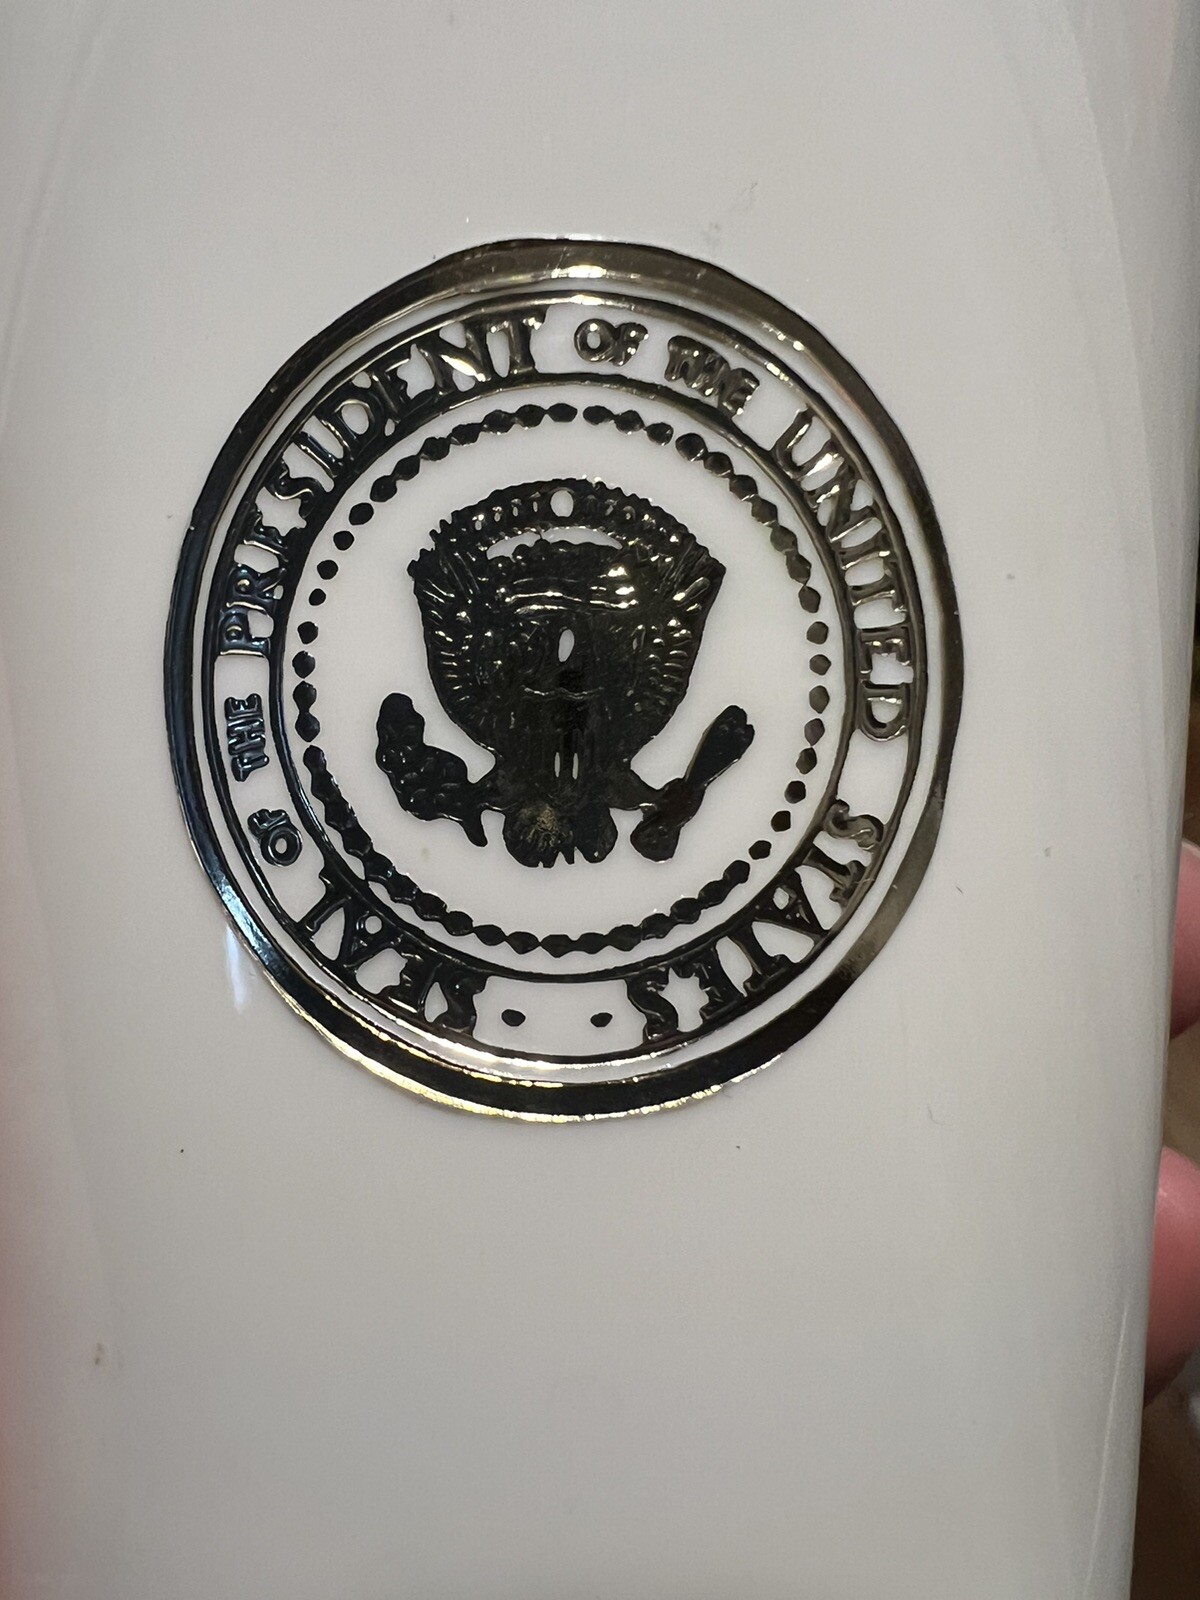 SEAL OF THE PRESIDENT OF THE UNITED STATES